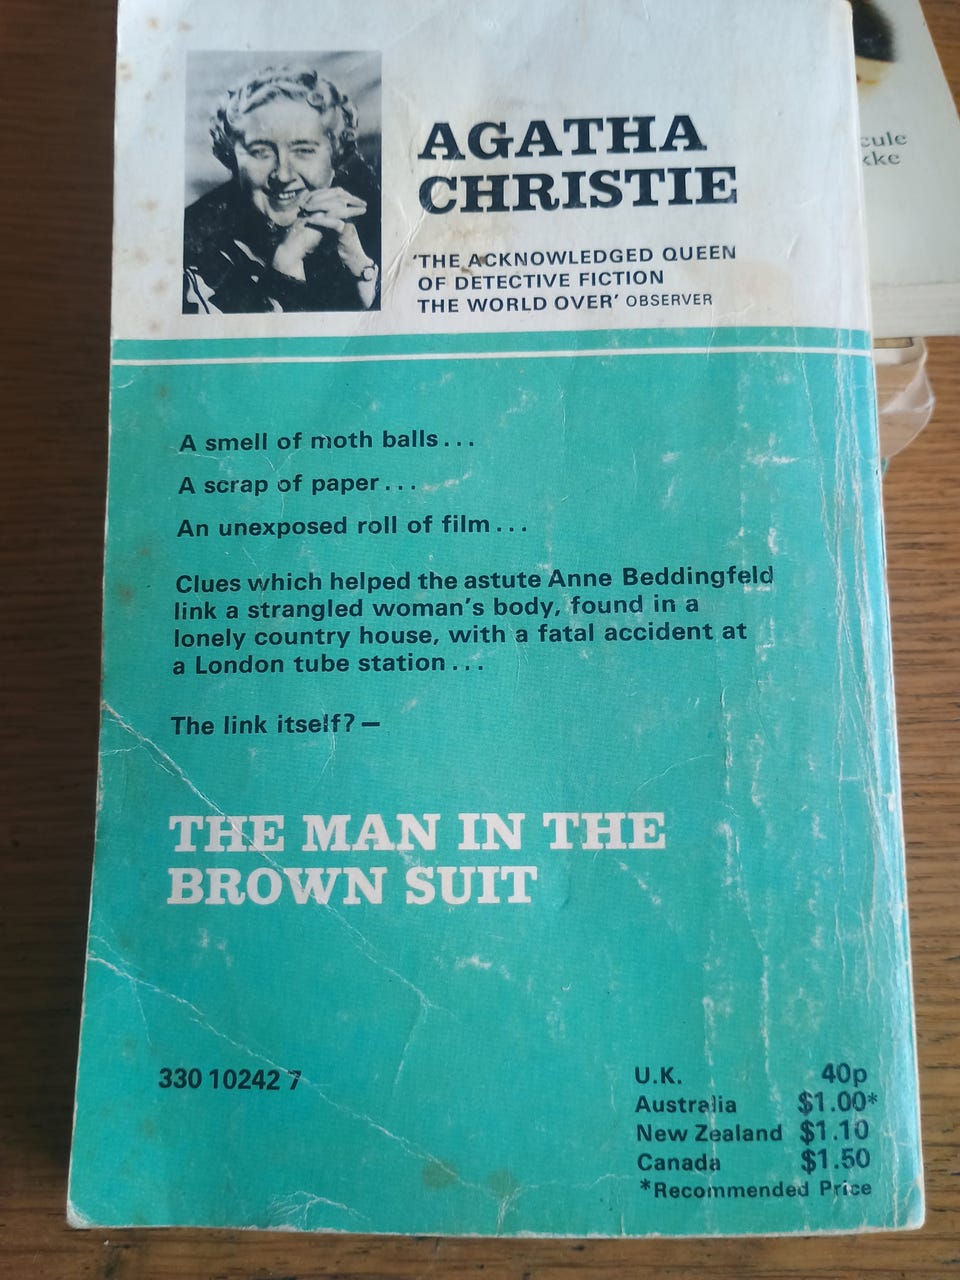 AGATHA
CHRISTIE
'THE ACKNOWLEDGED QUEEN
OF DETECTIVE FICTION
THE WORLD OVER' OBSERVER
A smell of moth balls...
A scrap of paper...
An unexposed roll of film...
Clues which helped the astute Anne Beddingfeld
link a strangled woman's body, found in a
lonely country house, with a fatal accident at
a London tube station...
The link itself? —
THE MAN IN THE
BROWN SUIT
330 10242 7
U.K. 40p
Australia $1.00*
New Zealand $1.10
Canada $1.50
*Recommended Price